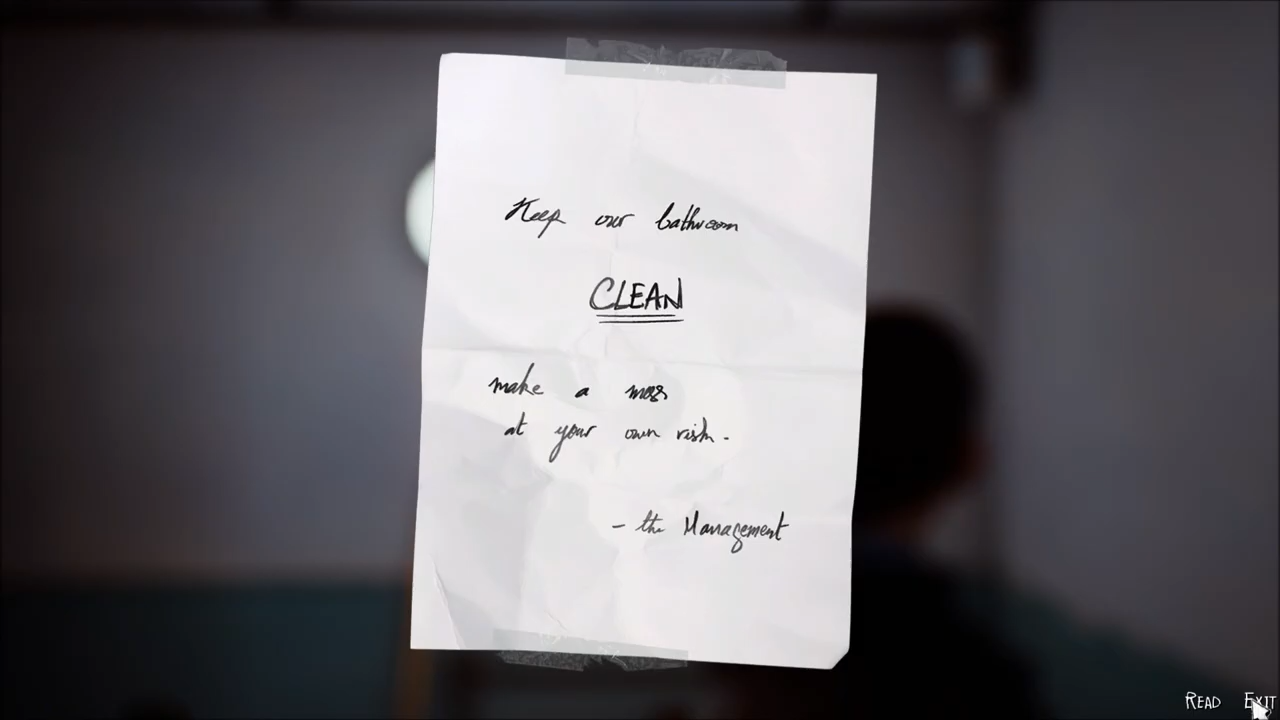 Keep our bathroom
CLEAN
make a mess
at your own risk.
- the Management
READ EXIT